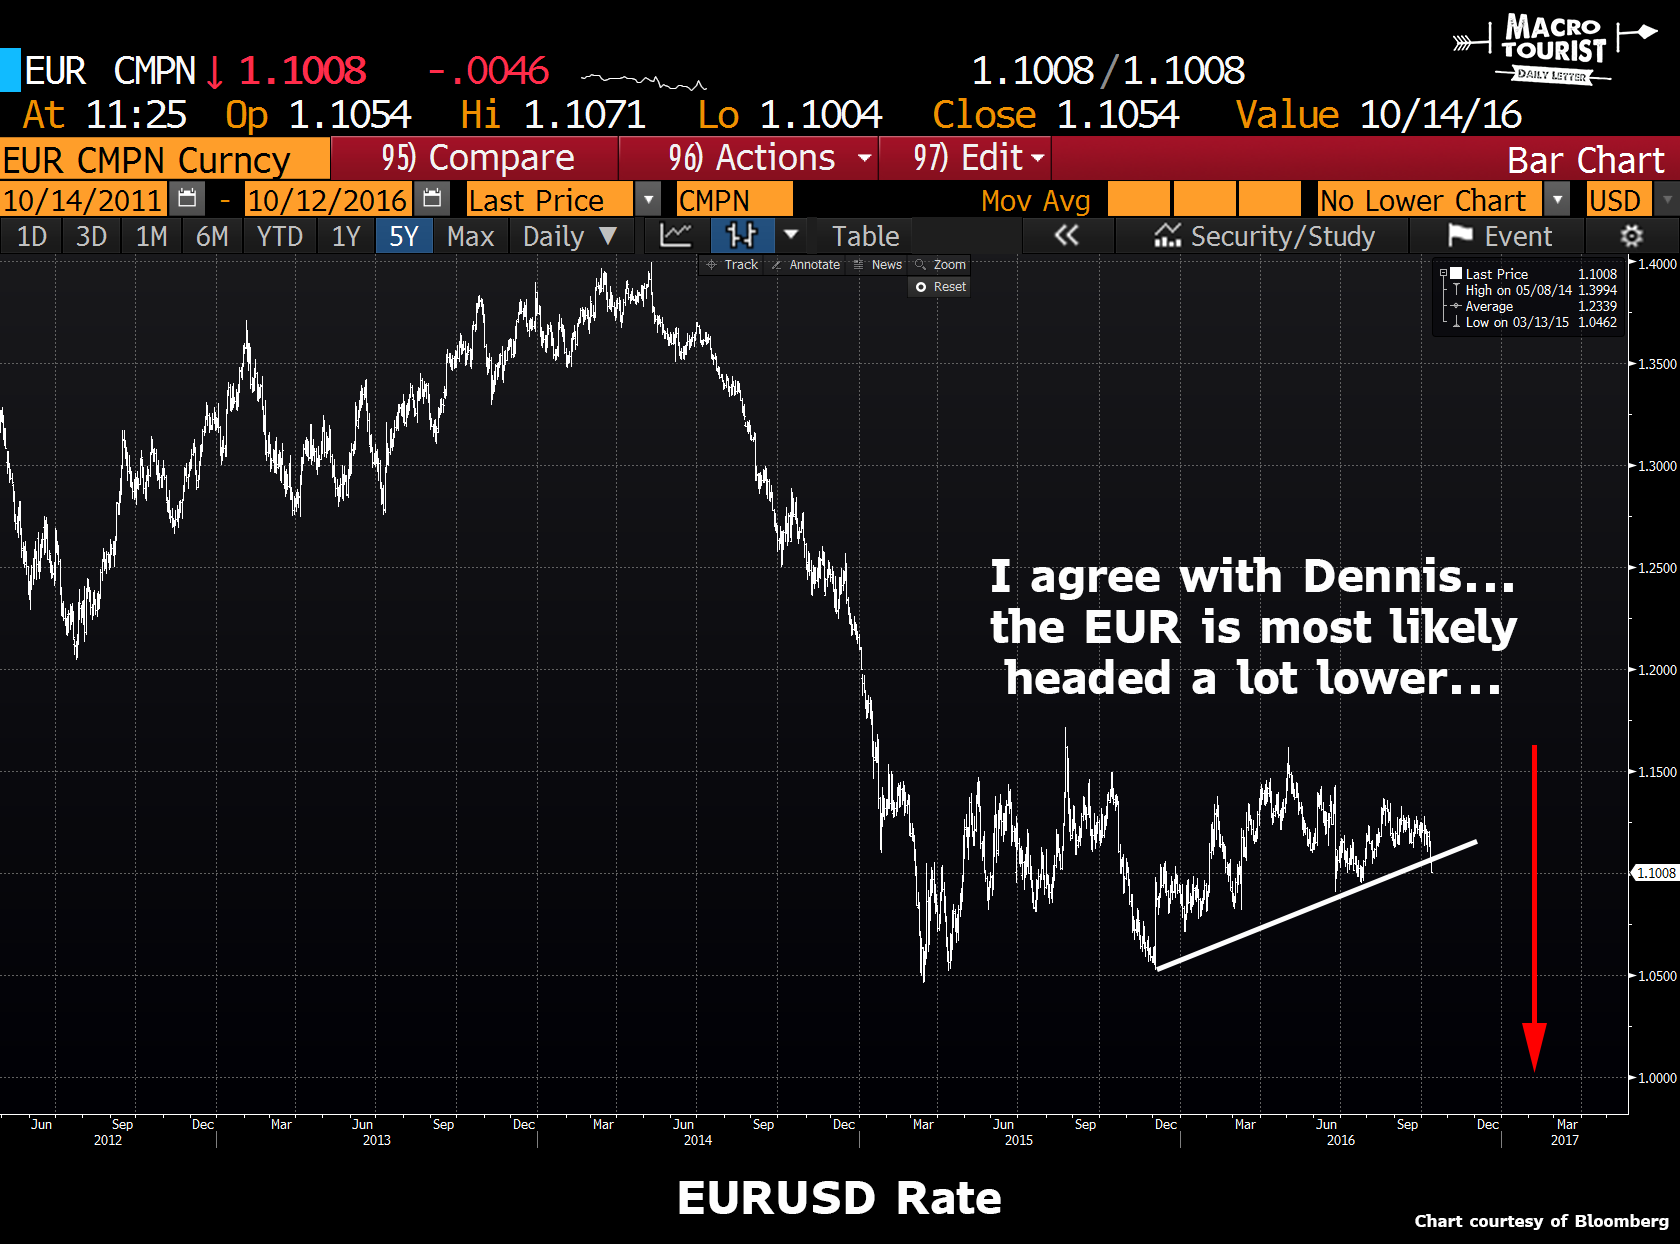 MACRO
TOURIST
DAILY LETTER
EUR CMPN ↓ 1.1008 -.0046 1.1008/1.1008
At 11:25 Op 1.1054 Hi 1.1071 Lo 1.1004 Close 1.1054 Value 10/14/16
EUR CMPN Curncy 95) Compare 96) Actions 97) Edit Bar Chart
10/14/2011 - 10/12/2016 Last Price CMPN Mov Avg No Lower Chart USD
1D 3D 1M 6M YTD 1Y 5Y Max Daily ▼ Table « Security/Study Event
Track Annotate News Zoom
Reset
Last Price 1.1008
High on 05/08/14 1.3994
Average 1.2339
Low on 03/13/15 1.0462
1.4000
1.3500
1.3000
1.2500
I agree with Dennis...
the EUR is most likely
headed a lot lower...
1.2000
1.1500
1.1008
1.0500
1.0000
Jun Sep Dec Mar Jun Sep Dec Mar Jun Sep Dec Mar Jun Sep Dec Mar Jun Sep Dec Mar
2012 2013 2014 2015 2016 2017
EURUSD Rate
Chart courtesy of Bloomberg